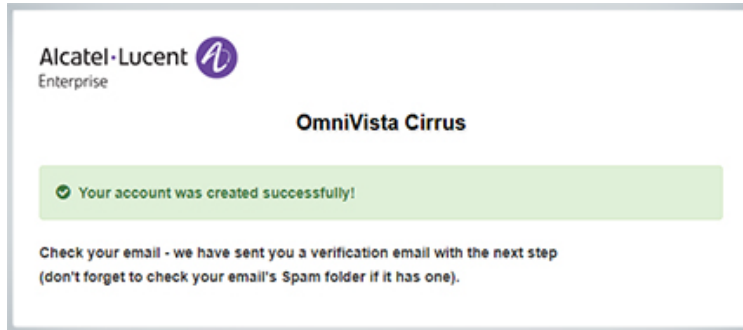 Alcatel·Lucent
Enterprise
OmniVista Cirrus
Your account was created successfully!
Check your email - we have sent you a verification email with the next step
(don't forget to check your email's Spam folder if it has one).